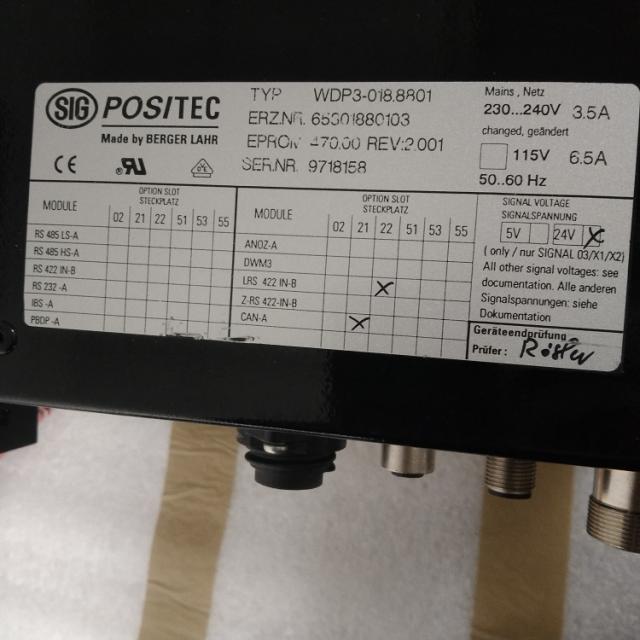 SIG POSITEC
Made by BERGER LAHR
CE
TYP WDP3-018.8801
ERZ.NR. 65301880103
EPROM 470.00 REV:2.001
SER.NR. 9718158
Mains, Netz
230...240V 3.5A
changed, geändert
115V 6.5A
50..60 Hz
MODULE
OPTION SLOT
STECKPLATZ
02 21 22 51 53 55
RS 485 LS-A
RS 485 HS-A
RS 422 IN-B
RS 232 -A
IBS -A
PBDP -A
MODULE
OPTION SLOT
STECKPLATZ
02 21 22 51 53 55
ANOZ-A
DWM3
LRS 422 IN-B X
Z-RS 422-IN-B
CAN-A X
SIGNAL VOLTAGE
SIGNALSPANNUNG
5V 24V X
( only / nur SIGNAL 03/X1/X2)
All other signal voltages: see
documentation. Alle anderen
Signalspannungen: siehe
Dokumentation
Geräteendprüfung
Prüfer :